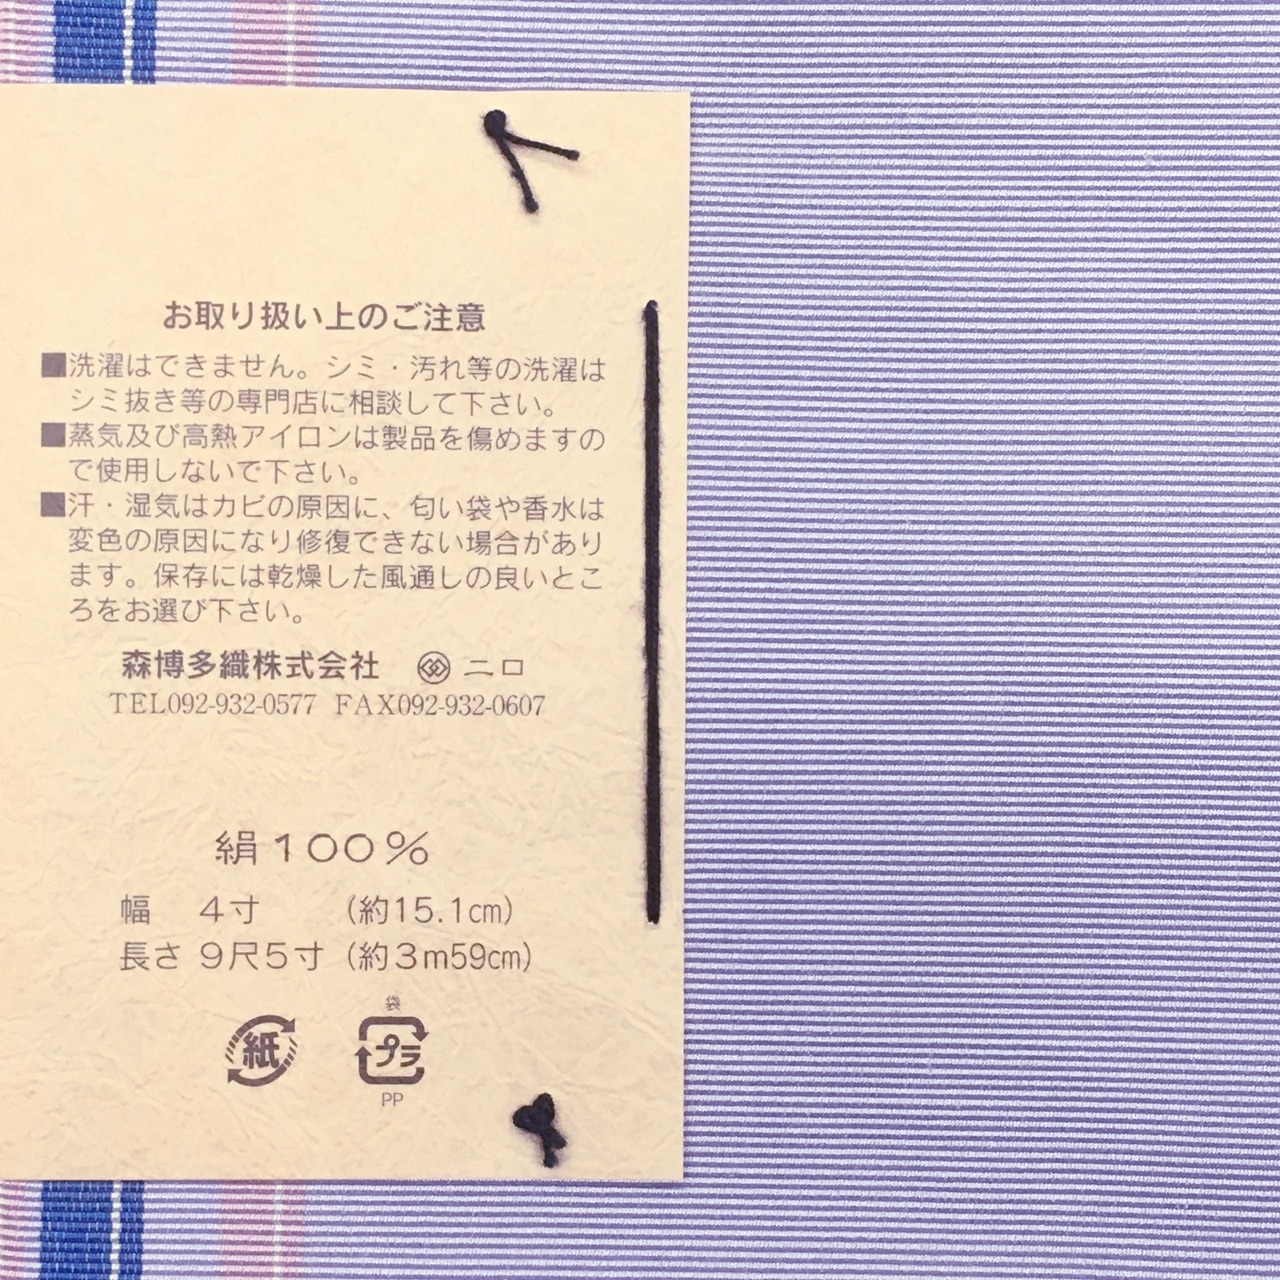 お取り扱い上のご注意
■洗濯はできません。シミ・汚れ等の洗濯は
シミ抜き等の専門店に相談して下さい。
■蒸気及び高熱アイロンは製品を傷めますの
で使用しないで下さい。
■汗・湿気はカビの原因に、匂い袋や香水は
変色の原因になり修復できない場合があり
ます。保存には乾燥した風通しの良いとこ
ろをお選び下さい。
森博多織株式会社 ニロ
TEL092-932-0577 FAX092-932-0607
絹100%
幅 4寸 (約15.1cm)
長さ 9尺5寸 (約3m59cm)
袋
紙 プラ
PP